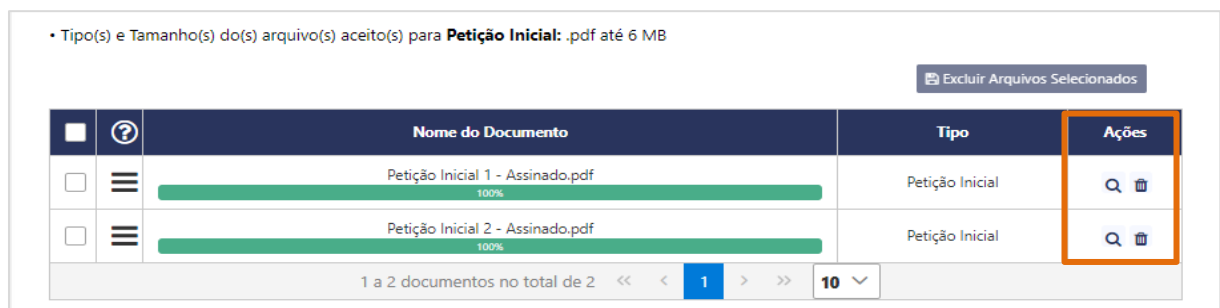 • Tipo(s) e Tamanho(s) do(s) arquivo(s) aceito(s) para Petição Inicial: .pdf até 6 MB
Excluir Arquivos Selecionados
Nome do Documento Tipo Ações
Petição Inicial 1 - Assinado.pdf
100%
Petição Inicial
Petição Inicial 2 - Assinado.pdf
100%
Petição Inicial
1 a 2 documentos no total de 2 << < 1 > >> 10